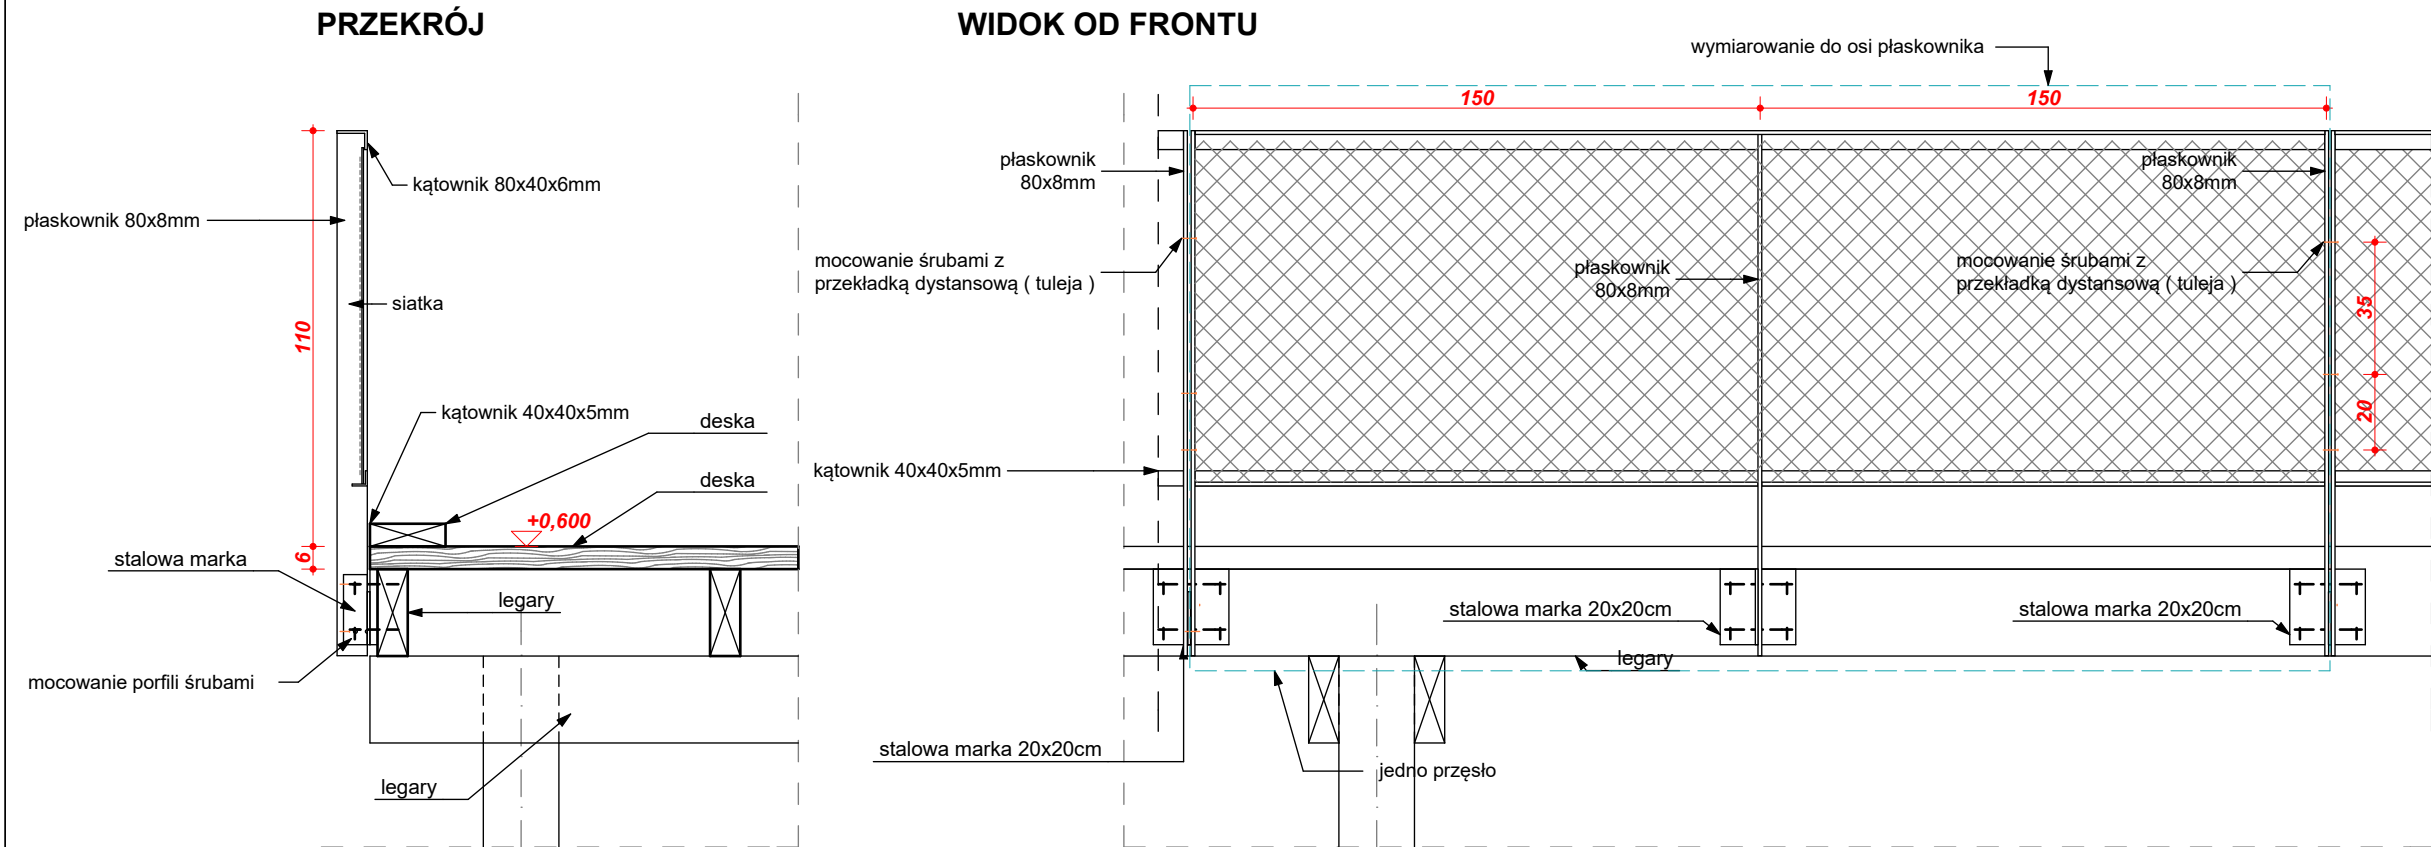 PRZEKRÓJ
110
6
kątownik 80x40x6mm
płaskownik 80x8mm
siatka
kątownik 40x40x5mm
deska
deska
+0,600
stalowa marka
legary
mocowanie porfili śrubami
legary
WIDOK OD FRONTU
wymiarowanie do osi płaskownika
150
150
płaskownik
80x8mm
płaskownik
80x8mm
mocowanie śrubami z
przekładką dystansową ( tuleja )
płaskownik
80x8mm
mocowanie śrubami z
przekładką dystansową ( tuleja )
35
20
kątownik 40x40x5mm
stalowa marka 20x20cm
stalowa marka 20x20cm
legary
stalowa marka 20x20cm
jedno przęsło